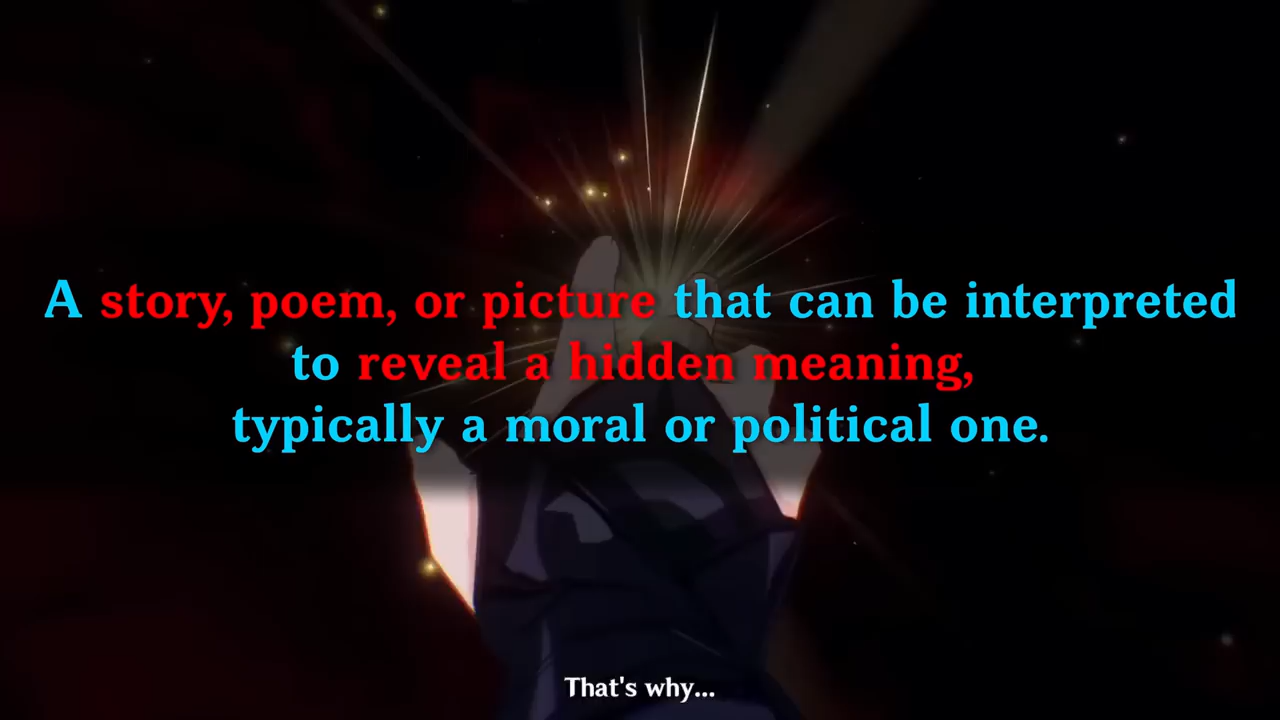 A story, poem, or picture that can be interpreted
to reveal a hidden meaning,
typically a moral or political one.
That's why...